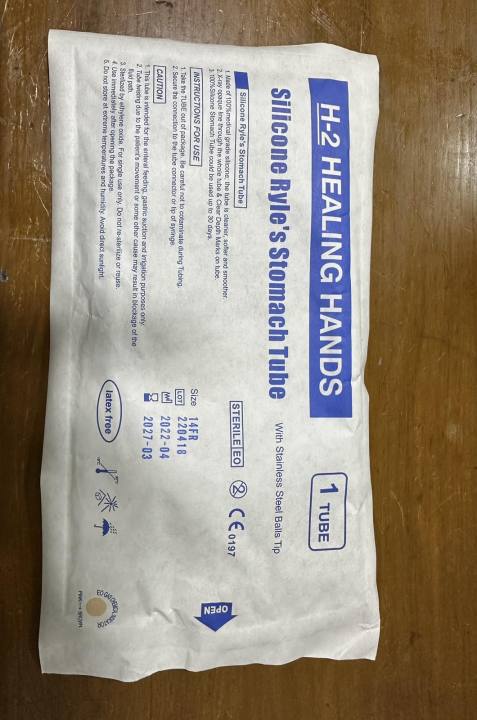 H-2 HEALING HANDS
1 TUBE
Silicone Ryle's Stomach Tube
With Stainless Steel Balls Tip
Silicone Ryle's Stomach Tube
1. Made of 100%medical grade silicone, the tube is cleaner, softer and smoother.
2. X-ray opaque line through the whole tube & Clear Depth Marks on tube.
3. 100%Silicone Stomach Tube could be used up to 30 days.
INSTRUCTIONS FOR USE
1. Take the TUBE out of package. Be careful not to contaminate during Tubing.
2. Secure the connection to the tube connector or tip of syringe.
CAUTION
1. This tube is intended for the enteral feeding, gastric suction and irrigation purposes only.
2. Tube twisting due to the patient's movement or some other cause may result in blockage of the
fluid path.
3. Sterilized by ethylene oxide. For single use only. Do not re-sterilize or reuse.
4. Use immediately after opening the package.
5. Do not store at extreme temperatures and humidity. Avoid direct sunlight.
STERILE EO
2
CE 0197
Size 14FR
LOT 220418
2022-04
2027-03
latex free
OPEN